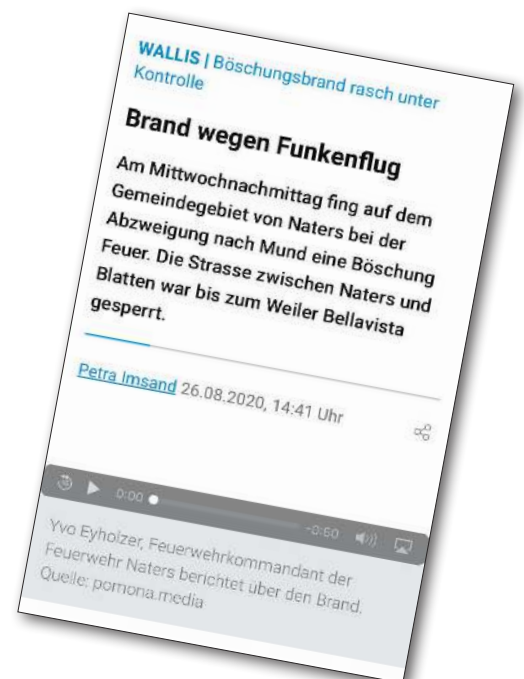 WALLIS | Böschungsbrand rasch unter
Kontrolle
Brand wegen Funkenflug
Am Mittwochnachmittag fing auf dem
Gemeindegebiet von Naters bei der
Abzweigung nach Mund eine Böschung
Feuer. Die Strasse zwischen Naters und
Blatten war bis zum Weiler Bellavista
gesperrt.
Petra Imsand 26.08.2020, 14:41 Uhr
0:00 -0:50
Yvo Eyholzer, Feuerwehrkommandant der
Feuerwehr Naters berichtet über den Brand.
Quelle: pomona.media